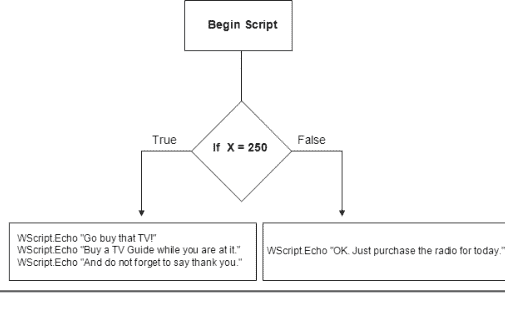 Begin Script
True
If X = 250
False
WScript.Echo "Go buy that TV!"
WScript.Echo "Buy a TV Guide while you are at it."
WScript.Echo "And do not forget to say thank you."
WScript.Echo "OK. Just purchase the radio for today."